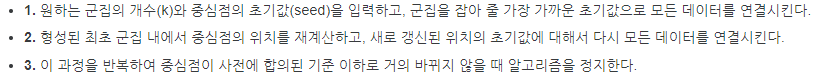 • 1. 원하는 군집의 개수(k)와 중심점의 초기값(seed)을 입력하고, 군집을 잡아 줄 가장 가까운 초기값으로 모든 데이터를 연결시킨다.
• 2. 형성된 최초 군집 내에서 중심점의 위치를 재계산하고, 새로 갱신된 위치의 초기값에 대해서 다시 모든 데이터를 연결시킨다.
• 3. 이 과정을 반복하여 중심점이 사전에 합의된 기준 이하로 거의 바뀌지 않을 때 알고리즘을 정지한다.